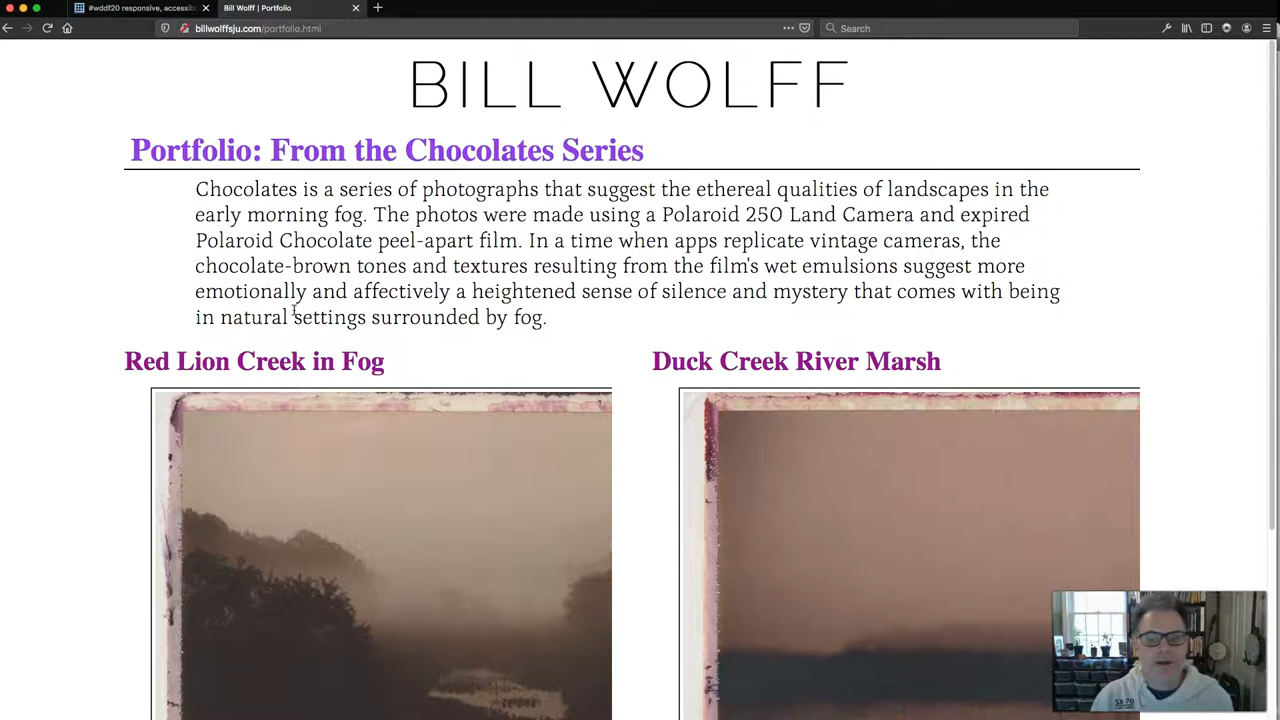 #wddf20 responsive, accessibl
Bill Wolff | Portfolio
billwolffsju.com/portfolio.html
Search
BILL WOLFF
Portfolio: From the Chocolates Series
Chocolates is a series of photographs that suggest the ethereal qualities of landscapes in the
early morning fog. The photos were made using a Polaroid 250 Land Camera and expired
Polaroid Chocolate peel-apart film. In a time when apps replicate vintage cameras, the
chocolate-brown tones and textures resulting from the film's wet emulsions suggest more
emotionally and affectively a heightened sense of silence and mystery that comes with being
in natural settings surrounded by fog.
Red Lion Creek in Fog
Duck Creek River Marsh
SX-70